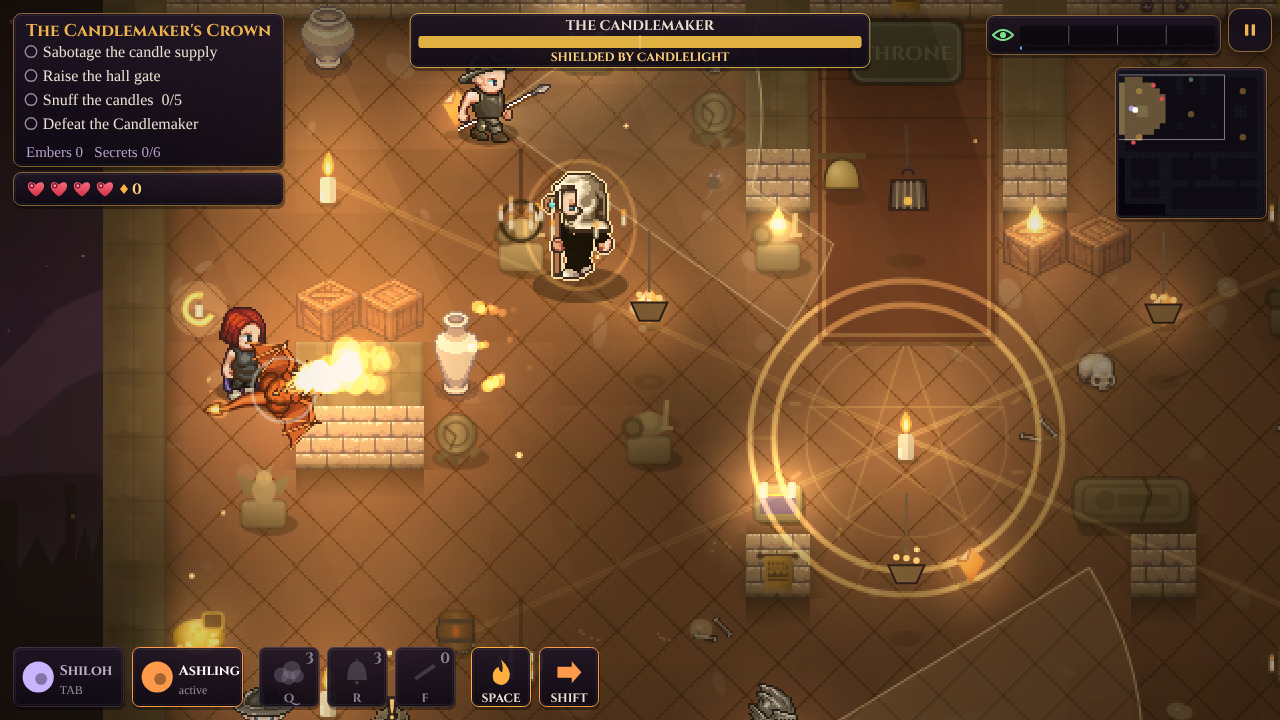 THE CANDLEMAKER'S CROWN
Sabotage the candle supply
Raise the hall gate
Snuff the candles 0/5
Defeat the Candlemaker
Embers 0 Secrets 0/6
0
THE CANDLEMAKER
SHIELDED BY CANDLELIGHT
THRONE
SHILOH
TAB
ASHLING
active
3
Q
3
R
0
F
SPACE
SHIFT